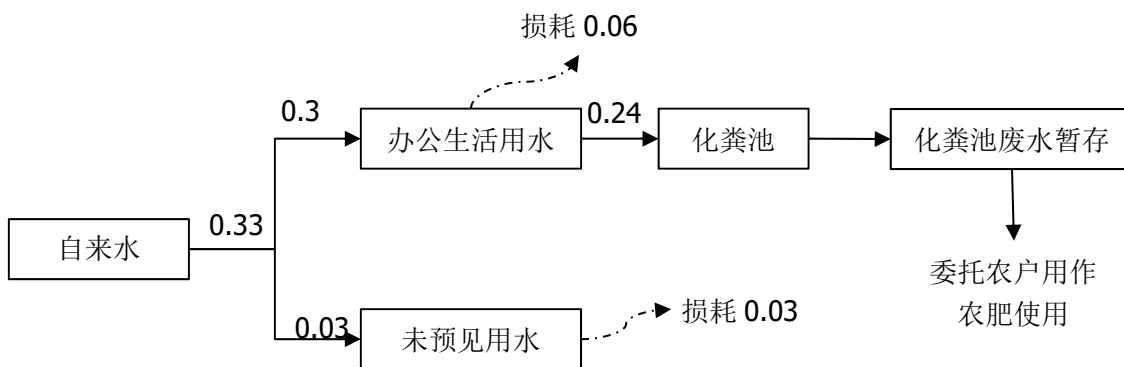 损耗 0.06
0.3
办公生活用水
0.24
化粪池
化粪池废水暂存
自来水
0.33
委托农户用作
农肥使用
0.03
未预见用水
损耗 0.03